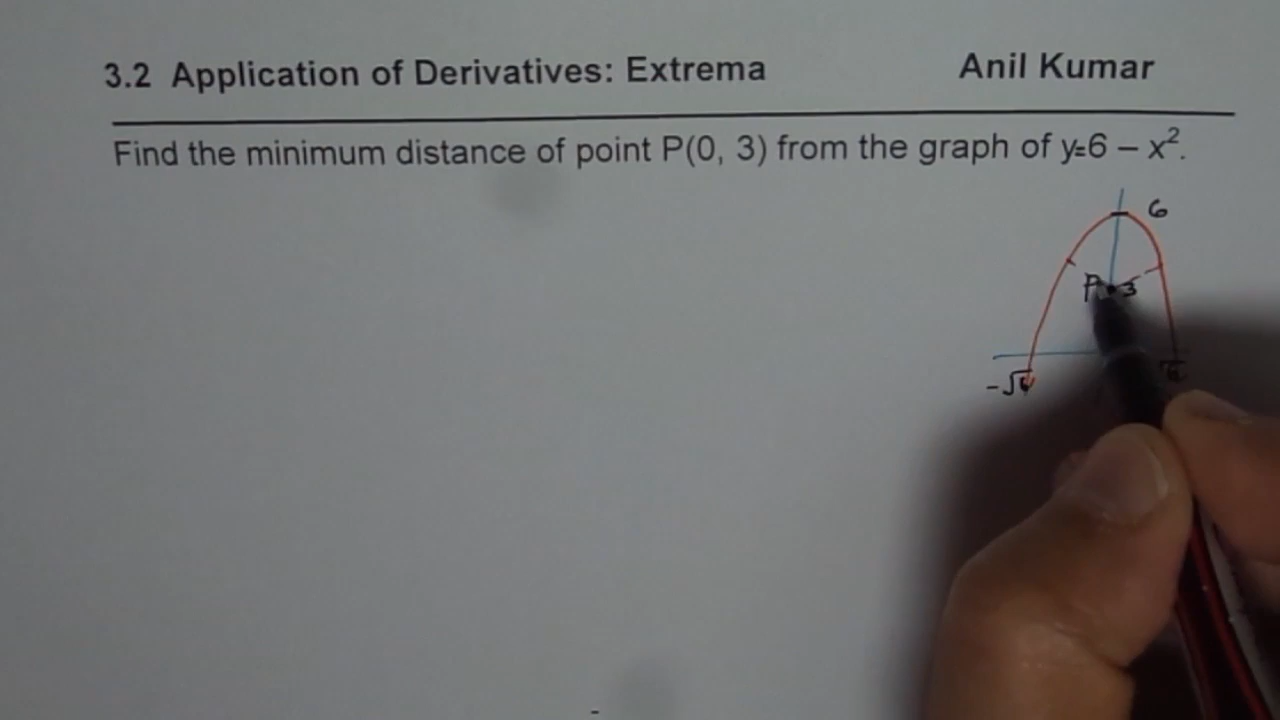 3.2 Application of Derivatives: Extrema Anil Kumar
Find the minimum distance of point P(0, 3) from the graph of y=6 – x².
6
P 3
-√6